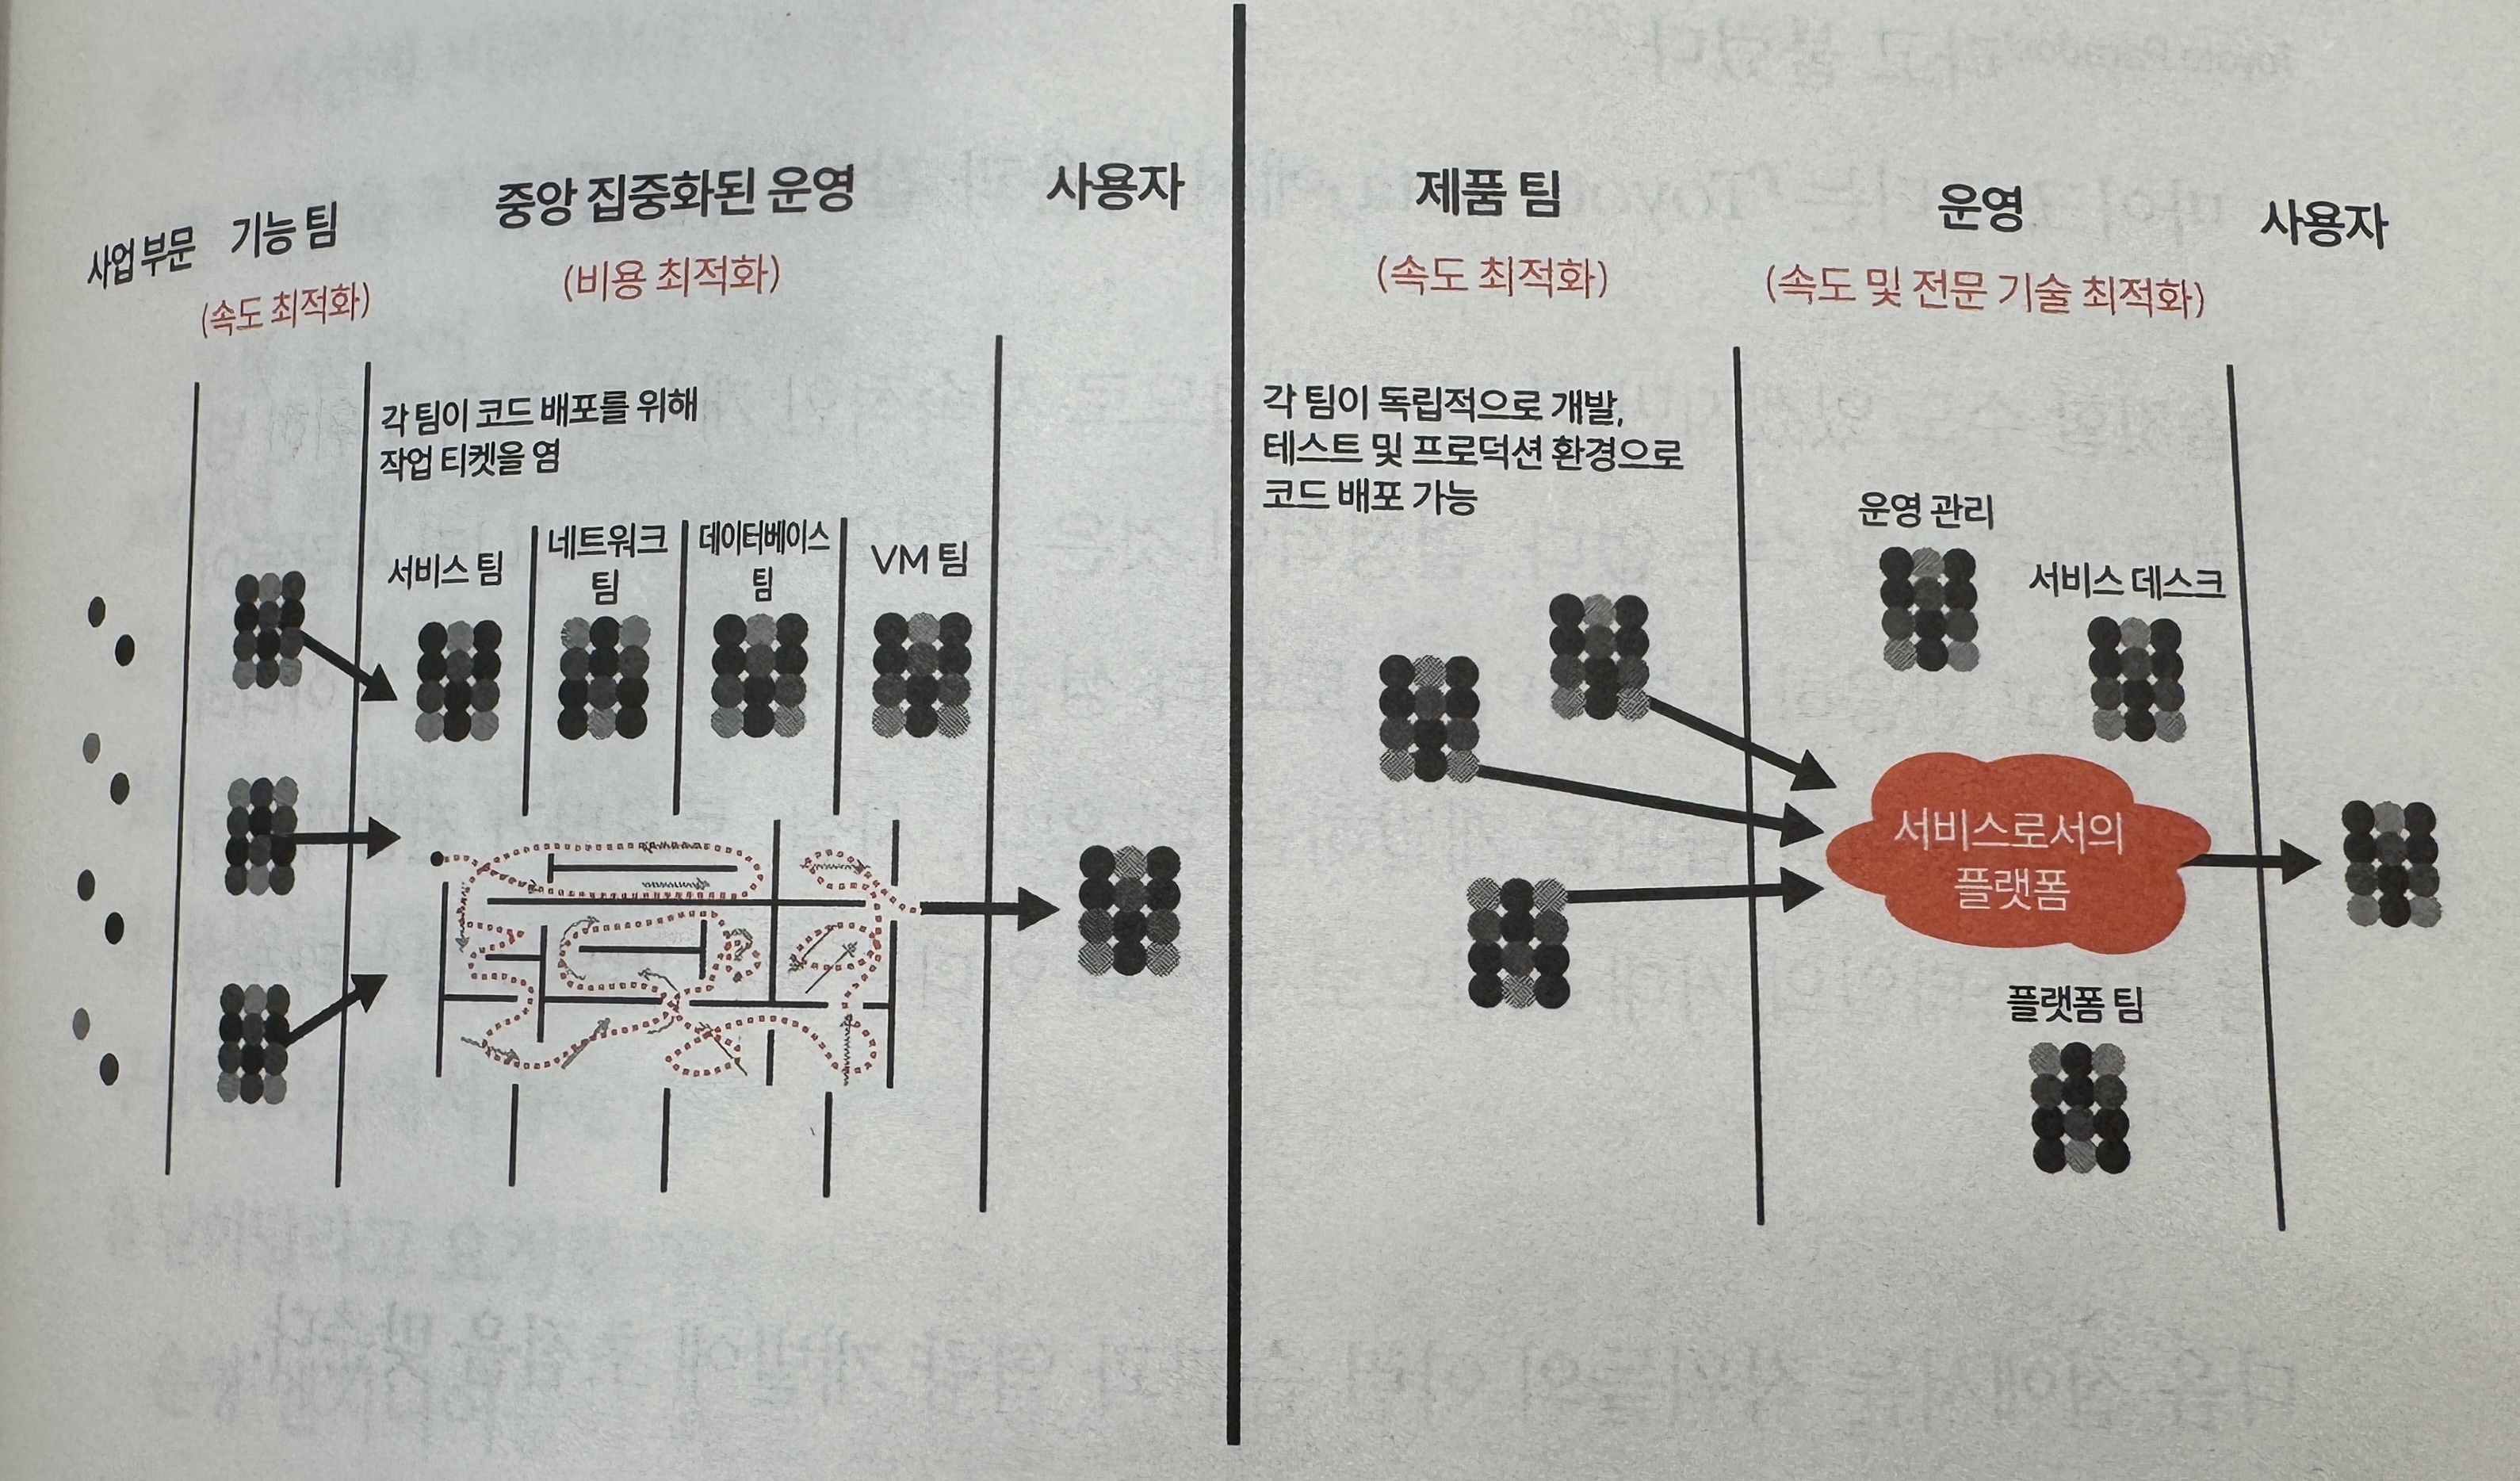 사업 부문
기능 팀
(속도 최적화)
중앙 집중화된 운영
(비용 최적화)
사용자
각 팀이 코드 배포를 위해
작업 티켓을 염
서비스 팀
네트워크
팀
데이터베이스
팀
VM 팀
제품 팀
(속도 최적화)
운영
(속도 및 전문 기술 최적화)
사용자
각 팀이 독립적으로 개발,
테스트 및 프로덕션 환경으로
코드 배포 가능
운영 관리
서비스 데스크
서비스로서의
플랫폼
플랫폼 팀